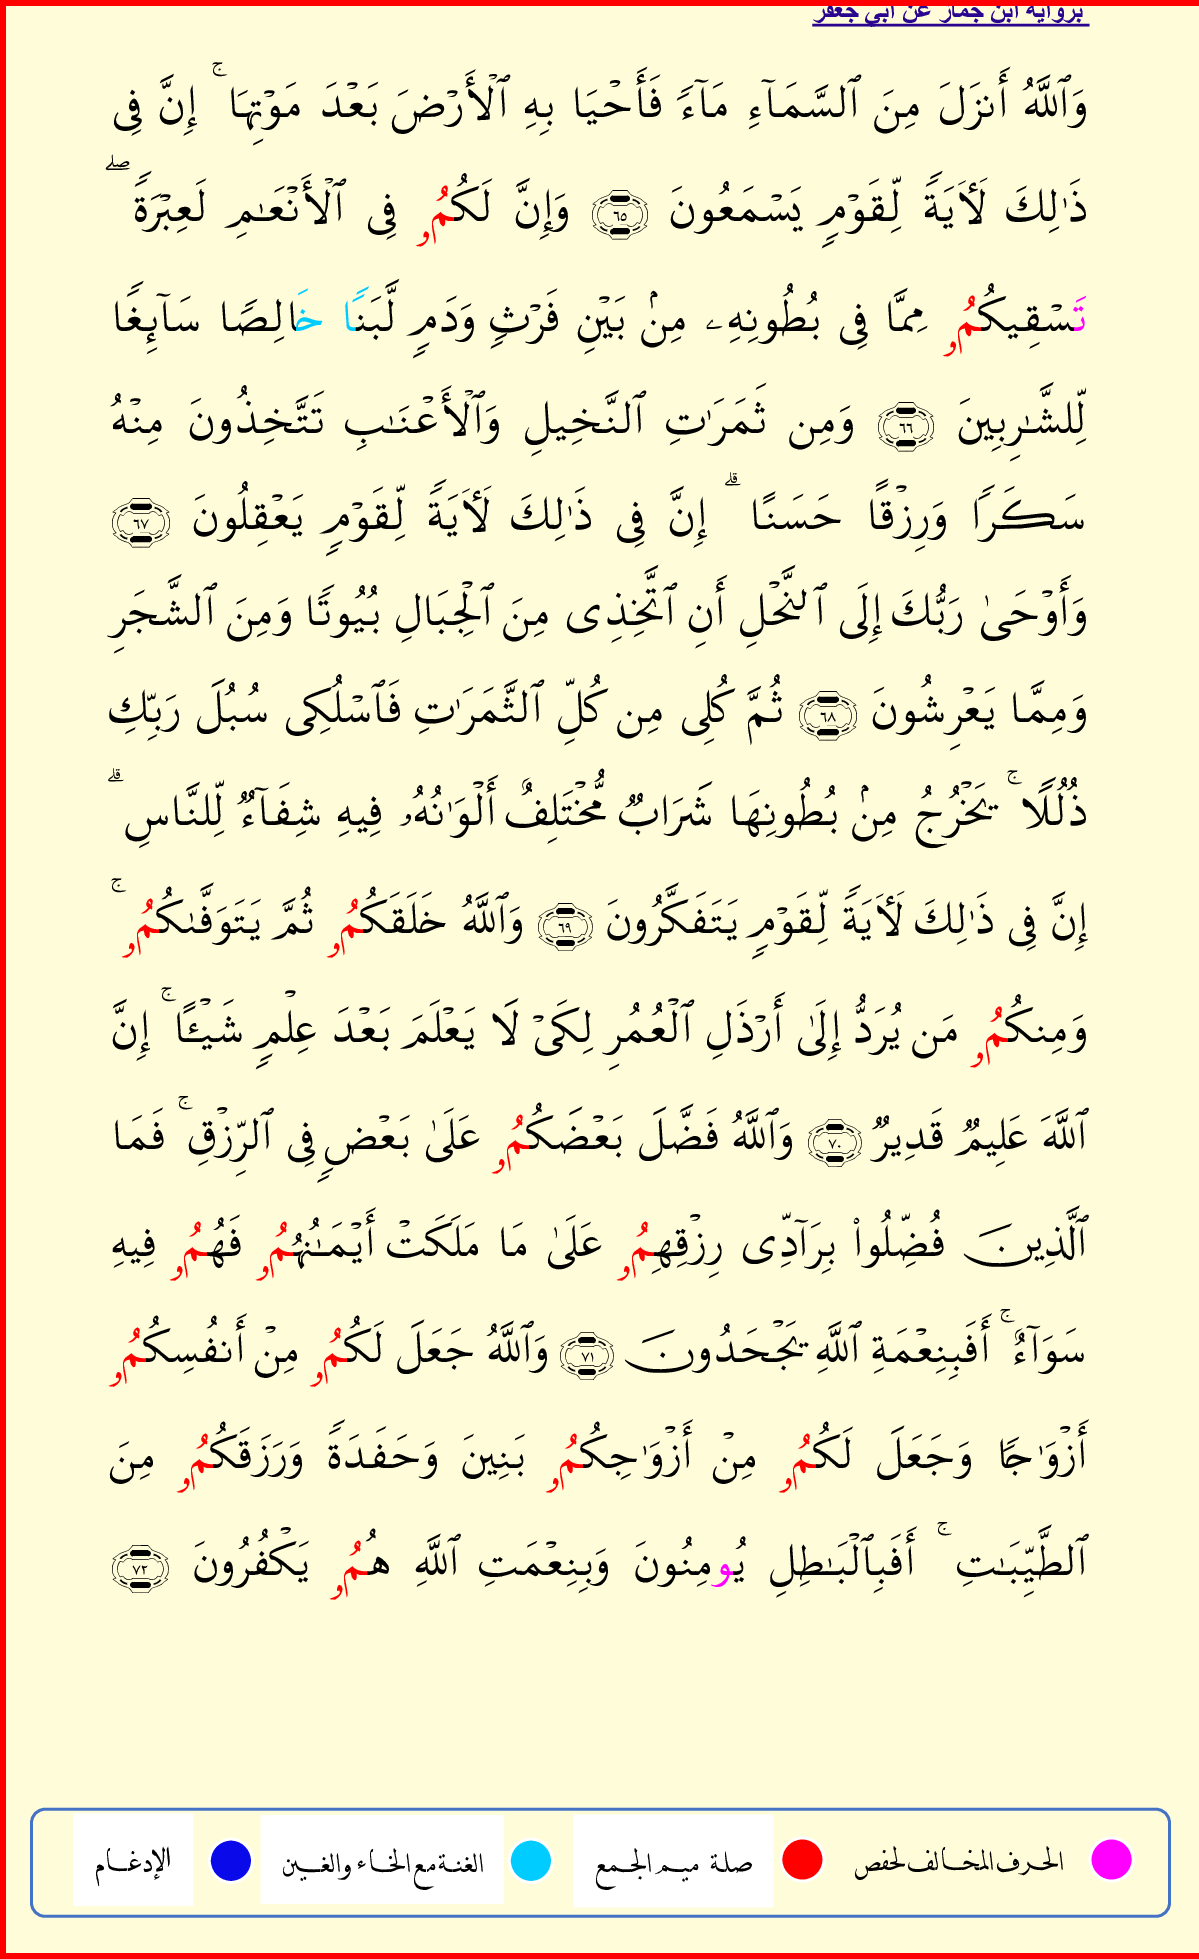 برواية ابن جماز عن أبي جعفر
وَٱللَّهُ أَنزَلَ مِنَ ٱلسَّمَآءِ مَآءً فَأَحۡيَا بِهِ ٱلۡأَرۡضَ بَعۡدَ مَوۡتِهَا ۚ إِنَّ فِى
ذَٰلِكَ لَأٓيَةً لِّقَوۡمٍ يَسۡمَعُونَ ٦٥ وَإِنَّ لَكُمُۥ فِى ٱلۡأَنۡعَـٰمِ لَعِبۡرَةً ۖ
تَسۡقِيكُمُۥ مِمَّا فِى بُطُونِهِۦ مِنۢ بَيۡنِ فَرۡثٍ وَدَمٍ لَّبَنًا خَالِصًا سَآئِغًا
لِّلشَّـٰرِبِينَ ٦٦ وَمِن ثَمَرَٰتِ ٱلنَّخِيلِ وَٱلۡأَعۡنَـٰبِ تَتَّخِذُونَ مِنۡهُ
سَكَرًا وَرِزۡقًا حَسَنًا ۗ إِنَّ فِى ذَٰلِكَ لَأٓيَةً لِّقَوۡمٍ يَعۡقِلُونَ ٦٧
وَأَوۡحَىٰ رَبُّكَ إِلَى ٱلنَّحۡلِ أَنِ ٱتَّخِذِى مِنَ ٱلۡجِبَالِ بُيُوتًا وَمِنَ ٱلشَّجَرِ
وَمِمَّا يَعۡرِشُونَ ٦٨ ثُمَّ كُلِى مِن كُلِّ ٱلثَّمَرَٰتِ فَٱسۡلُكِى سُبُلَ رَبِّكِ
ذُلُلًا ۚ يَخۡرُجُ مِنۢ بُطُونِهَا شَرَابٌ مُّخۡتَلِفٌ أَلۡوَٰنُهُۥ فِيهِ شِفَآءٌ لِّلنَّاسِ ۗ
إِنَّ فِى ذَٰلِكَ لَأٓيَةً لِّقَوۡمٍ يَتَفَكَّرُونَ ٦٩ وَٱللَّهُ خَلَقَكُمُۥ ثُمَّ يَتَوَفَّىٰكُمُۥ ۚ
وَمِنكُمُۥ مَن يُرَدُّ إِلَىٰ أَرۡذَلِ ٱلۡعُمُرِ لِكَىۡ لَا يَعۡلَمَ بَعۡدَ عِلۡمٍ شَيۡـًٔا ۚ إِنَّ
ٱللَّهَ عَلِيمٌ قَدِيرٌ ٧٠ وَٱللَّهُ فَضَّلَ بَعۡضَكُمُۥ عَلَىٰ بَعۡضٍ فِى ٱلرِّزۡقِ ۚ فَمَا
ٱلَّذِينَ فُضِّلُوا۟ بِرَآدِّى رِزۡقِهِمُۥ عَلَىٰ مَا مَلَكَتۡ أَيۡمَـٰنُهُمُۥ فَهُمُۥ فِيهِ
سَوَآءٌ ۚ أَفَبِنِعۡمَةِ ٱللَّهِ يَجۡحَدُونَ ٧١ وَٱللَّهُ جَعَلَ لَكُمُۥ مِنۡ أَنفُسِكُمُۥ
أَزۡوَٰجًا وَجَعَلَ لَكُمُۥ مِنۡ أَزۡوَٰجِكُمُۥ بَنِينَ وَحَفَدَةً وَرَزَقَكُمُۥ مِنَ
ٱلطَّيِّبَـٰتِ ۚ أَفَبِٱلۡبَـٰطِلِ يُومِنُونَ وَبِنِعۡمَتِ ٱللَّهِ هُمُۥ يَكۡفُرُونَ ٧٢
الحرف المخالف لحفص صلة ميم الجمع الغنة مع الخاء والغين الإدغام